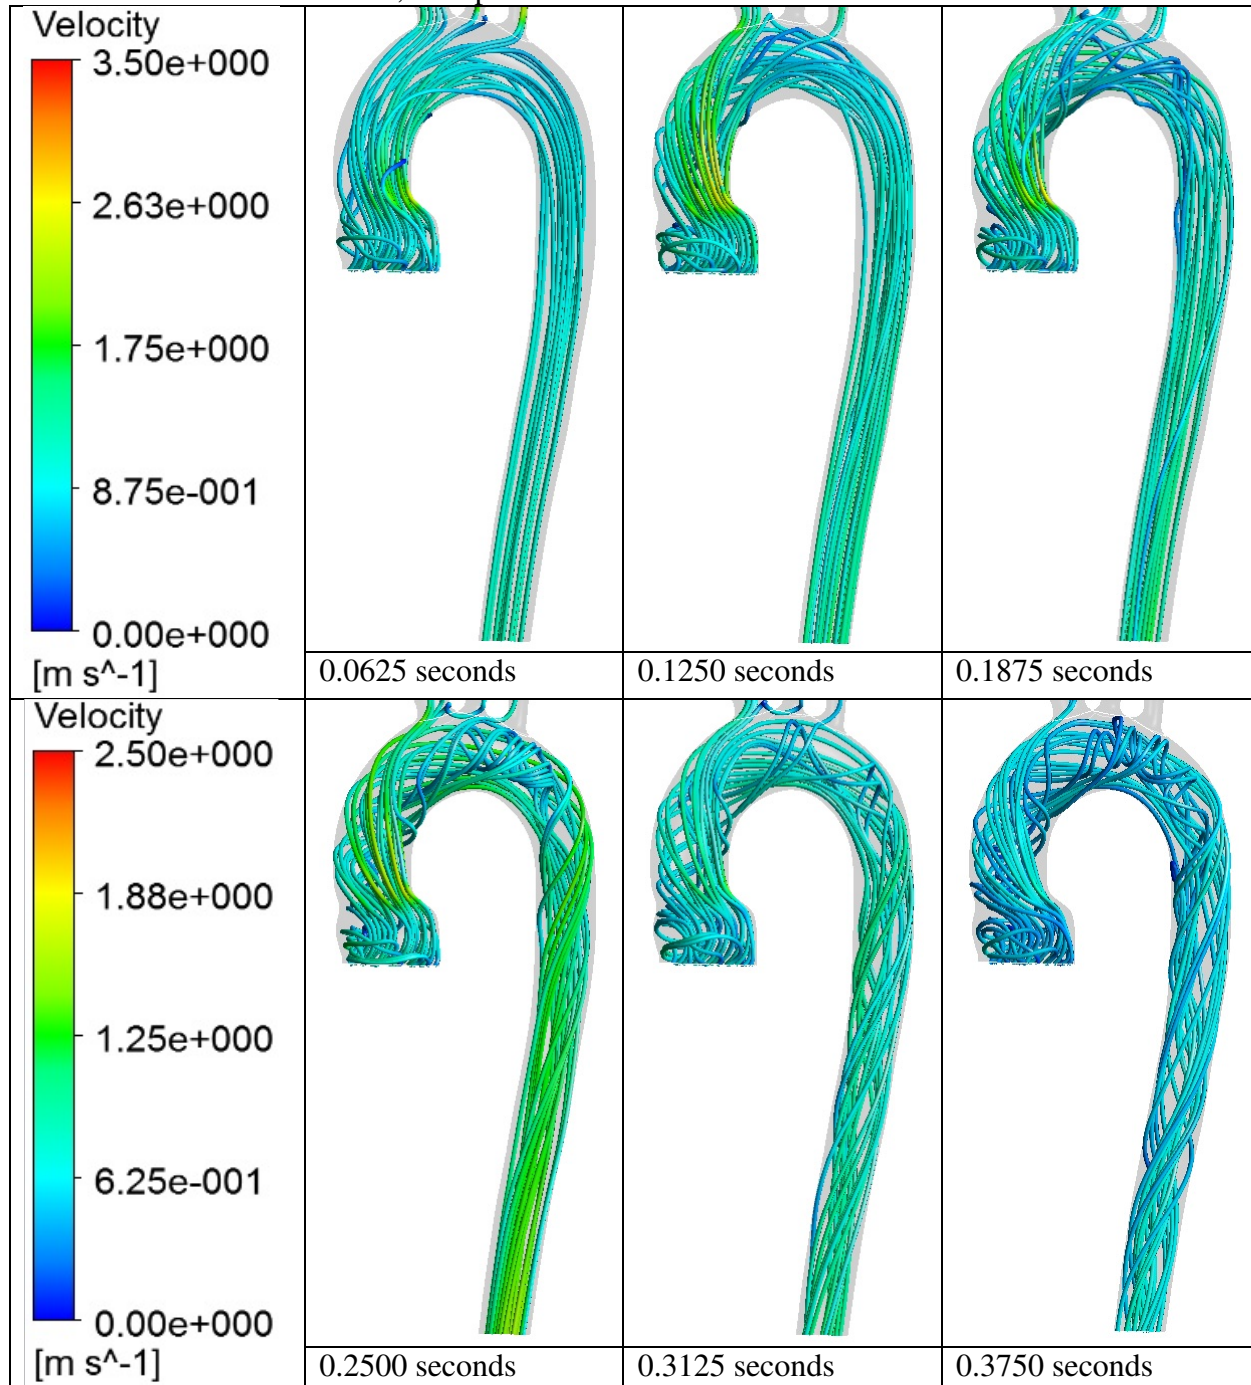 Velocity
3.50e+000
2.63e+000
1.75e+000
8.75e-001
0.00e+000
[m s^-1]
0.0625 seconds
0.1250 seconds
0.1875 seconds
Velocity
2.50e+000
1.88e+000
1.25e+000
6.25e-001
0.00e+000
[m s^-1]
0.2500 seconds
0.3125 seconds
0.3750 seconds